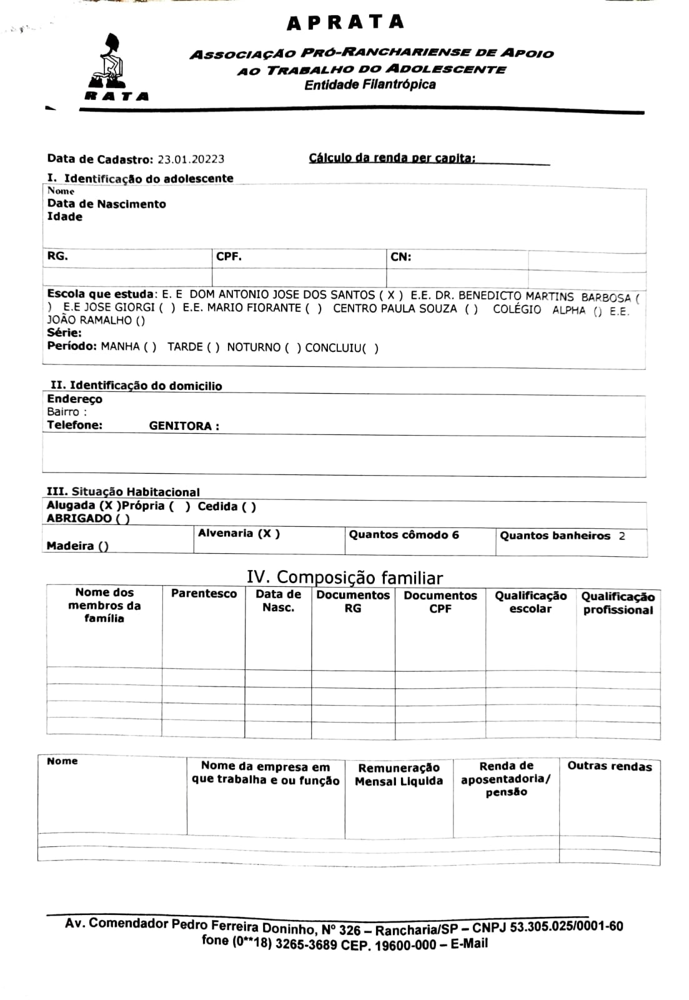 APRATA
ASSOCIAÇÃO PRÓ-RANCHARIENSE DE APOIO
AO TRABALHO DO ADOLESCENTE
Entidade Filantrópica
RATA
Data de Cadastro: 23.01.20223 Cálculo da renda per capita:__________
I. Identificação do adolescente
Nome
Data de Nascimento
Idade
RG. CPF. CN:
Escola que estuda: E. E DOM ANTONIO JOSE DOS SANTOS ( X ) E.E. DR. BENEDICTO MARTINS BARBOSA (
) E.E JOSE GIORGI ( ) E.E. MARIO FIORANTE ( ) CENTRO PAULA SOUZA ( ) COLÉGIO ALPHA () E.E.
JOÃO RAMALHO ()
Série:
Período: MANHA ( ) TARDE ( ) NOTURNO ( ) CONCLUIU( )
II. Identificação do domicilio
Endereço
Bairro :
Telefone: GENITORA :
III. Situação Habitacional
Alugada (X )Própria ( ) Cedida ( )
ABRIGADO ( )
Madeira () Alvenaria (X ) Quantos cômodo 6 Quantos banheiros 2
IV. Composição familiar
Nome dos Parentesco Data de Documentos Documentos Qualificação Qualificação
membros da Nasc. RG CPF escolar profissional
família
Nome Nome da empresa em Remuneração Renda de Outras rendas
que trabalha e ou função Mensal Liquida aposentadoria/
pensão
Av. Comendador Pedro Ferreira Doninho, Nº 326 – Rancharia/SP – CNPJ 53.305.025/0001-60
fone (0**18) 3265-3689 CEP. 19600-000 – E-Mail